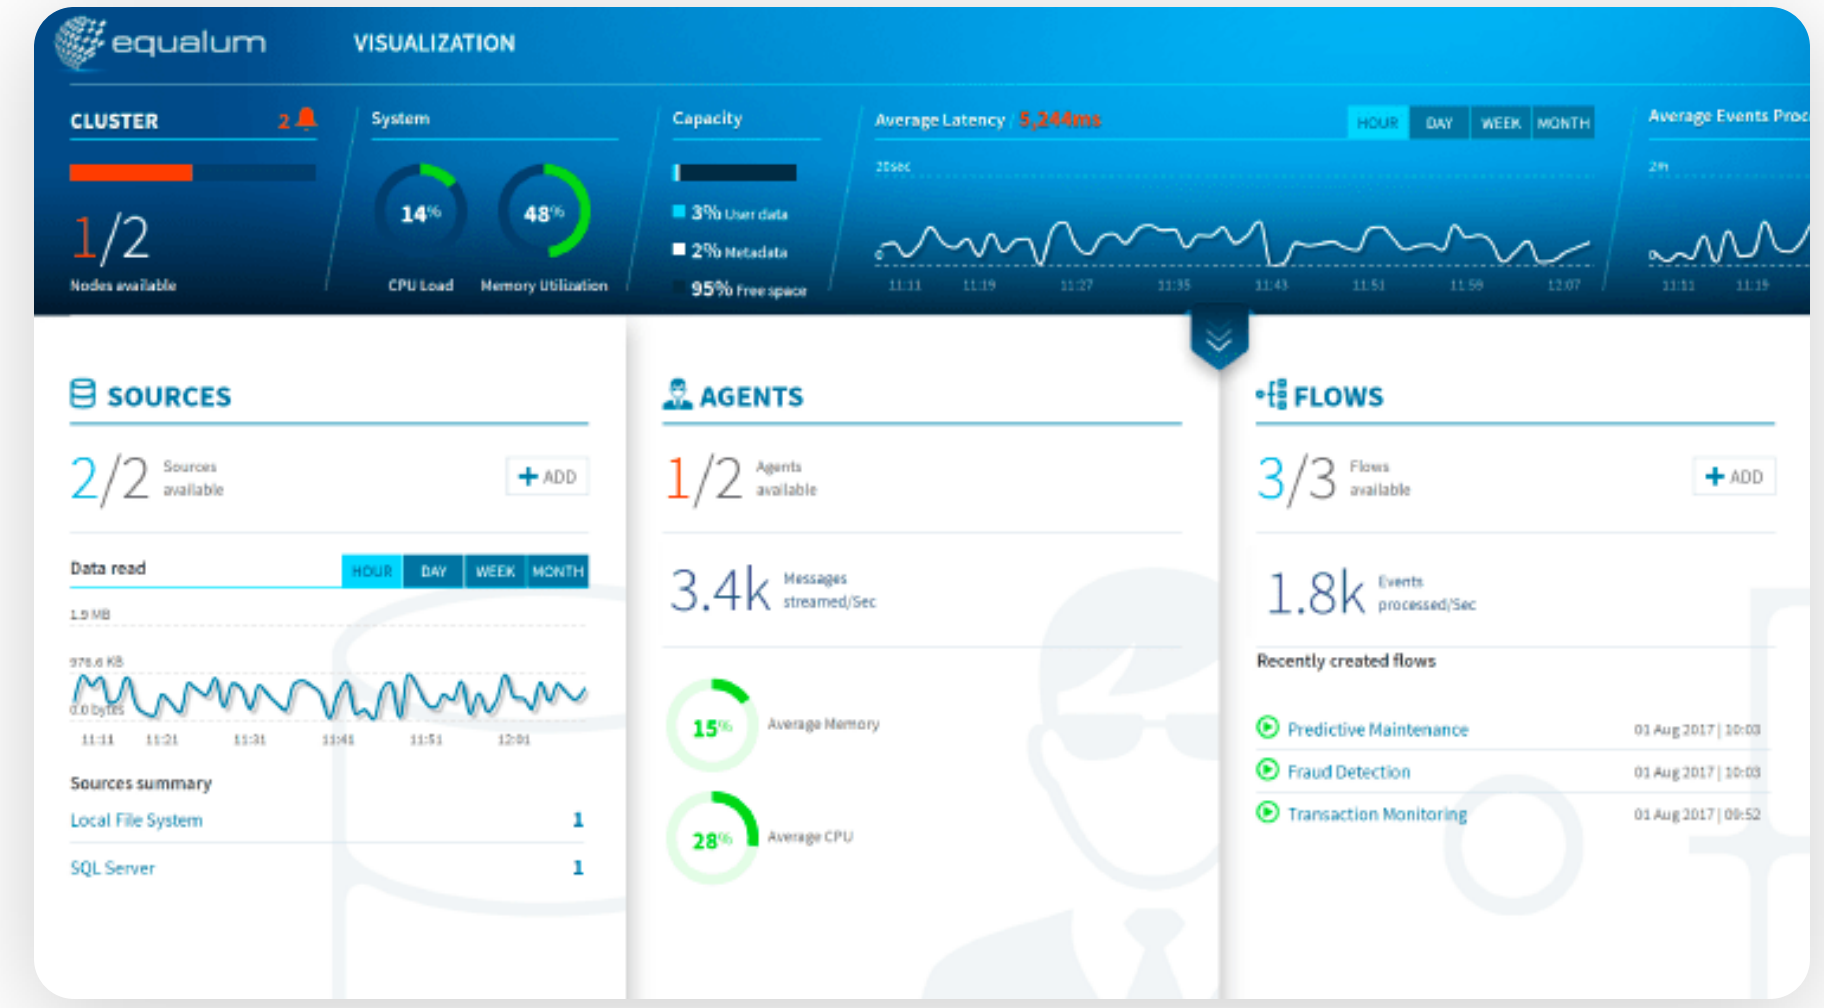 equalum
VISUALIZATION
CLUSTER
2
1/2
Nodes available
System
14%
48%
CPU Load
Memory Utilization
Capacity
3% User data
2% Metadata
95% Free space
Average Latency / 5,244ms
HOUR DAY WEEK MONTH
20sec
0
11:11 11:19 11:27 11:35 11:43 11:51 11:59 12:07
Average Events Proc
2m
0
11:11 11:19
SOURCES
2/2
Sources
available
+ ADD
Data read
HOUR DAY WEEK MONTH
1.9 MB
976.6 KB
0.0 bytes
11:11 11:21 11:31 11:41 11:51 12:01
Sources summary
Local File System 1
SQL Server 1
AGENTS
1/2
Agents
available
3.4k
Messages
streamed/Sec
15%
Average Memory
28%
Average CPU
FLOWS
3/3
Flows
available
+ ADD
1.8k
Events
processed/Sec
Recently created flows
Predictive Maintenance 01 Aug 2017 | 10:03
Fraud Detection 01 Aug 2017 | 10:03
Transaction Monitoring 01 Aug 2017 | 09:52